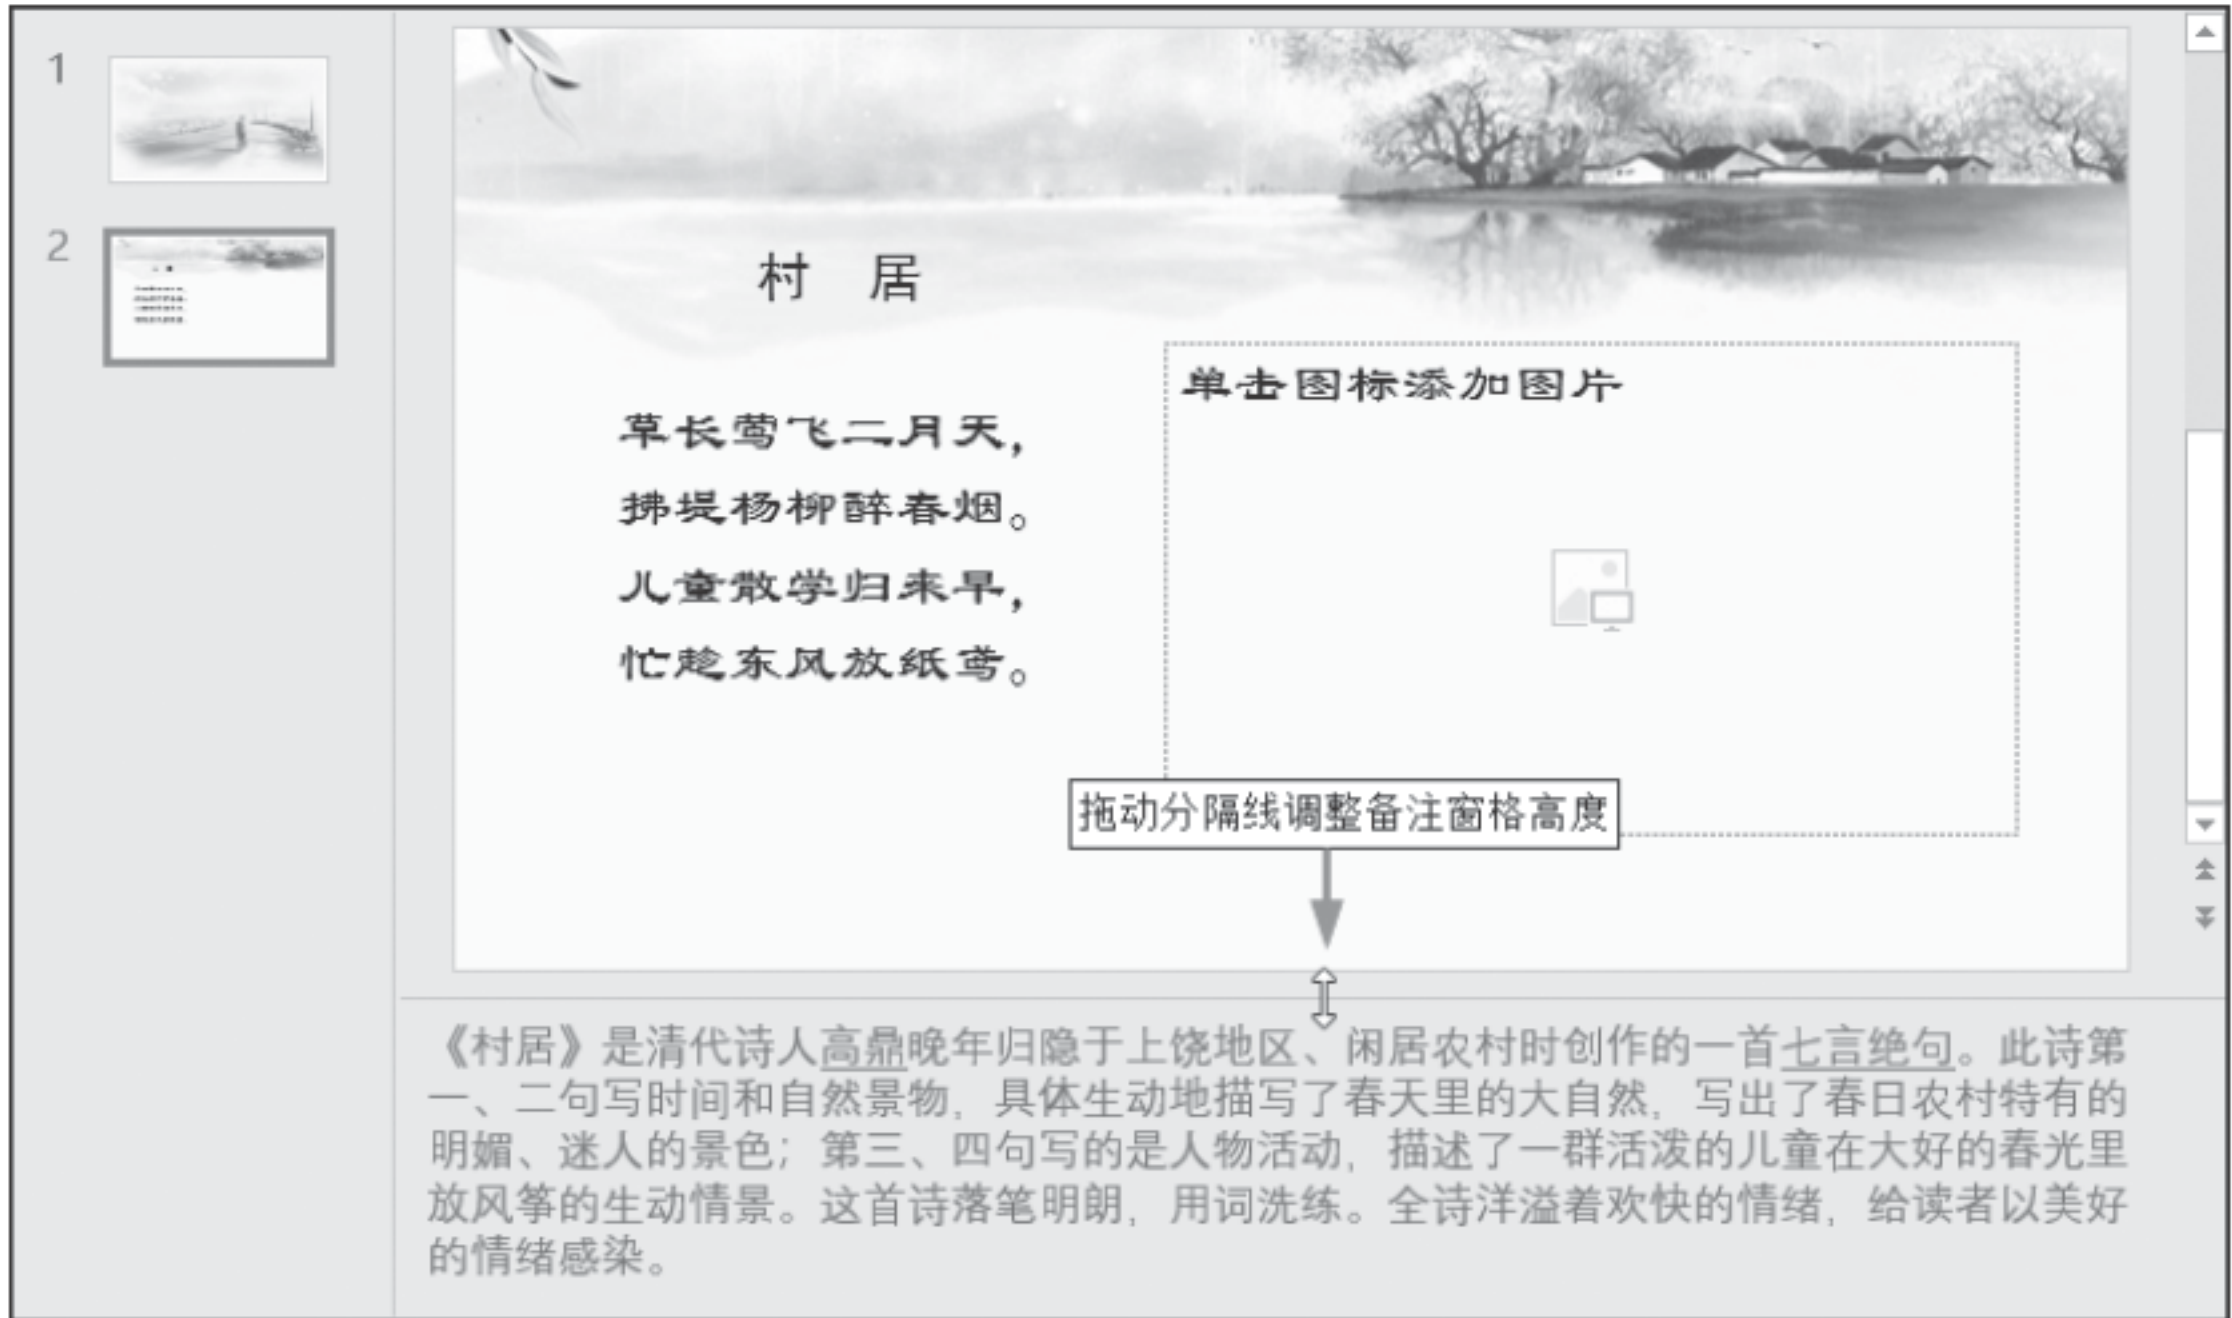 1
2
村 居
草长莺飞二月天，
拂堤杨柳醉春烟。
儿童散学归来早，
忙趁东风放纸鸢。
单击图标添加图片
拖动分隔线调整备注窗格高度
《村居》是清代诗人高鼎晚年归隐于上饶地区、闲居农村时创作的一首七言绝句。此诗第
一、二句写时间和自然景物，具体生动地描写了春天里的大自然，写出了春日农村特有的
明媚、迷人的景色；第三、四句写的是人物活动，描述了一群活泼的儿童在大好的春光里
放风筝的生动情景。这首诗落笔明朗，用词洗练。全诗洋溢着欢快的情绪，给读者以美好
的情绪感染。